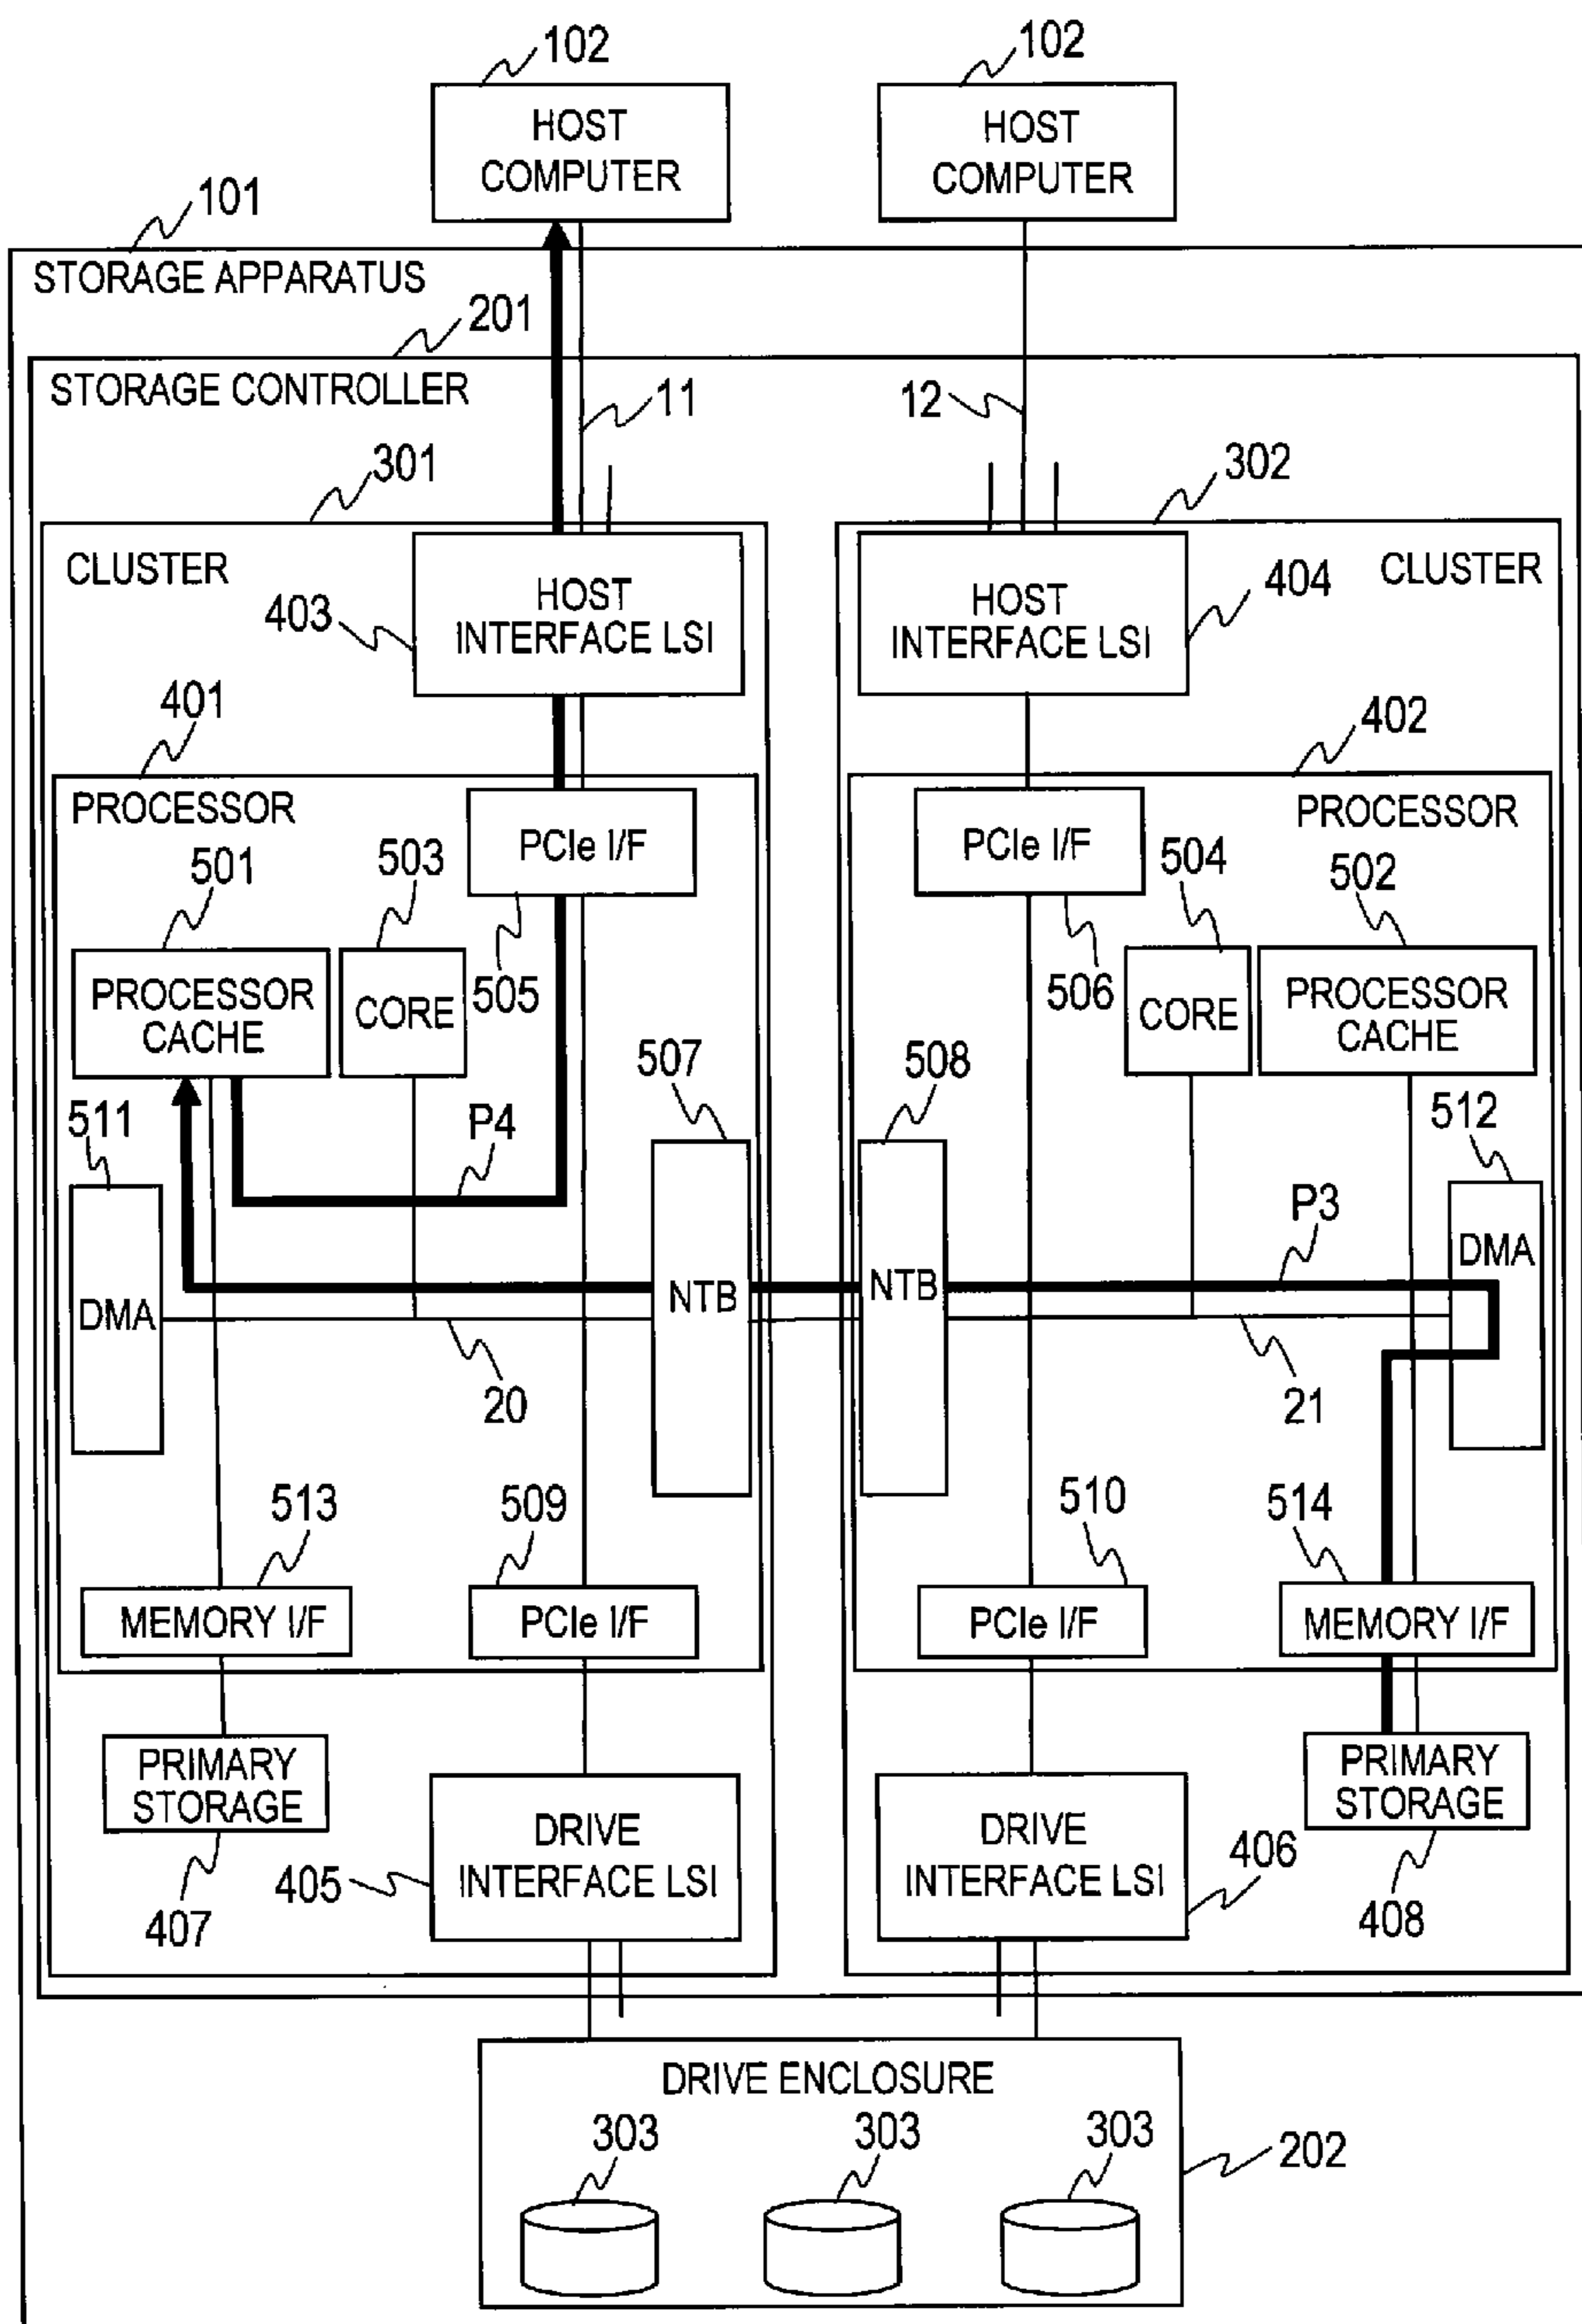 102
102
HOST
COMPUTER
HOST
COMPUTER
101
STORAGE APPARATUS
201
STORAGE CONTROLLER
11
12
301
302
CLUSTER
CLUSTER
403
HOST
INTERFACE LSI
HOST
INTERFACE LSI
404
401
402
PROCESSOR
PROCESSOR
PCIe I/F
PCIe I/F
501
503
504
502
505
506
PROCESSOR
CACHE
CORE
CORE
PROCESSOR
CACHE
507
508
511
P4
512
P3
DMA
NTB
NTB
DMA
20
21
513
509
510
514
MEMORY I/F
PCIe I/F
PCIe I/F
MEMORY I/F
PRIMARY
STORAGE
PRIMARY
STORAGE
DRIVE
INTERFACE LSI
DRIVE
INTERFACE LSI
407
405
406
408
DRIVE ENCLOSURE
303
303
303
202